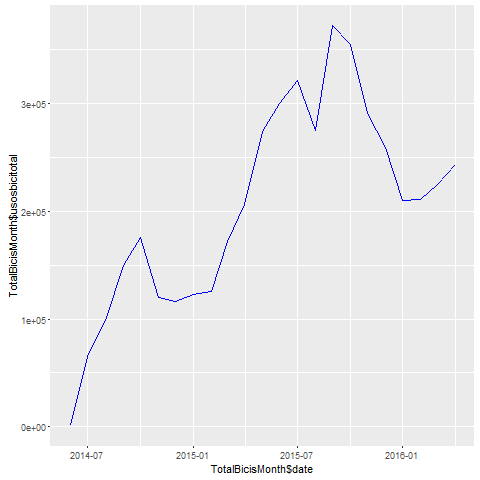 TotalBicisMonth$usosbicitotal
3e+05
2e+05
1e+05
0e+00
2014-07
2015-01
2015-07
2016-01
TotalBicisMonth$date